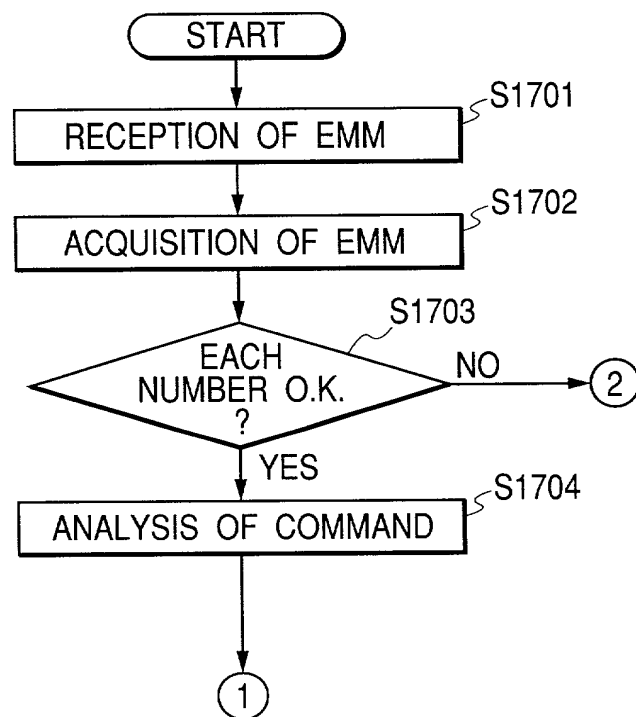 START
S1701
RECEPTION OF EMM
S1702
ACQUISITION OF EMM
S1703
EACH
NUMBER O.K.
?
NO
2
YES
S1704
ANALYSIS OF COMMAND
1